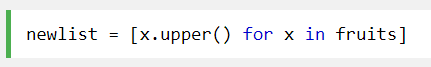 newlist = [x.upper() for x in fruits]